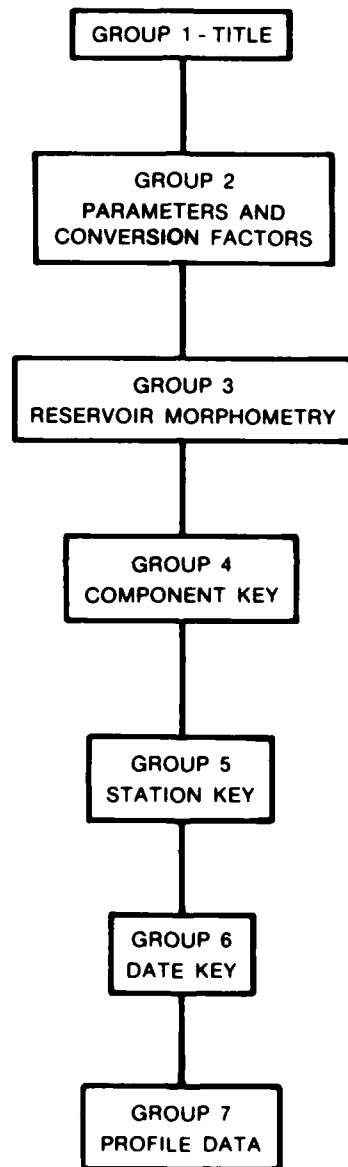 GROUP 1 - TITLE
GROUP 2
PARAMETERS AND
CONVERSION FACTORS
GROUP 3
RESERVOIR MORPHOMETRY
GROUP 4
COMPONENT KEY
GROUP 5
STATION KEY
GROUP 6
DATE KEY
GROUP 7
PROFILE DATA